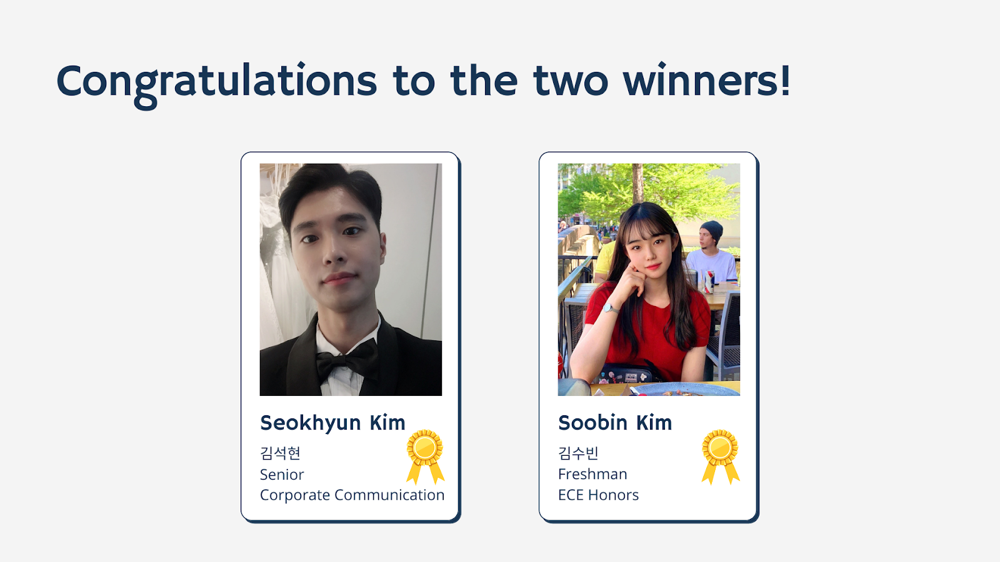 Congratulations to the two winners!
Seokhyun Kim
김석현
Senior
Corporate Communication
Soobin Kim
김수빈
Freshman
ECE Honors